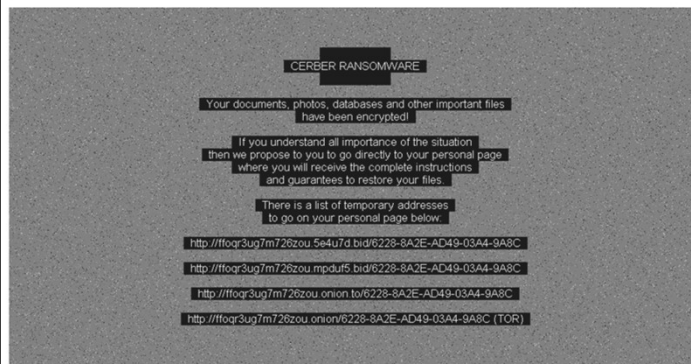 CERBER RANSOMWARE
Your documents, photos, databases and other important files
have been encrypted!
If you understand all importance of the situation
then we propose to you to go directly to your personal page
where you will receive the complete instructions
and guarantees to restore your files.
There is a list of temporary addresses
to go on your personal page below:
http://ffoqr3ug7m726zou.5e4u7d.bid/6228-8A2E-AD49-03A4-9A8C
http://ffoqr3ug7m726zou.mpduf5.bid/6228-8A2E-AD49-03A4-9A8C
http://ffoqr3ug7m726zou.onion.to/6228-8A2E-AD49-03A4-9A8C
http://ffoqr3ug7m726zou.onion/6228-8A2E-AD49-03A4-9A8C (TOR)